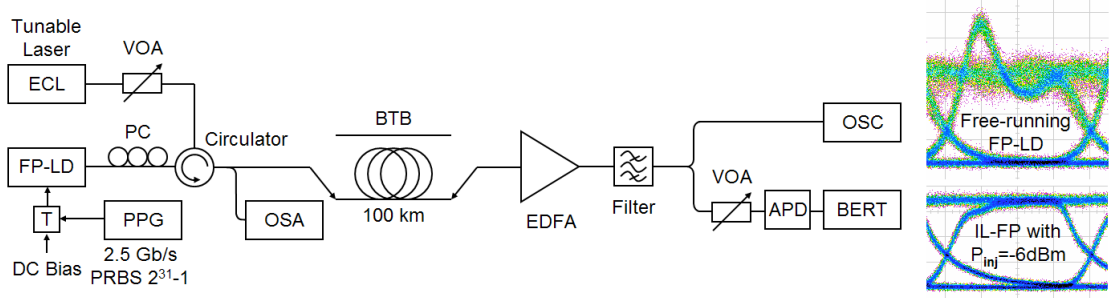 Tunable
Laser
ECL
VOA
PC
Circulator
FP-LD
T
PPG
2.5 Gb/s
PRBS 2³¹-1
DC Bias
OSA
BTB
100 km
EDFA
Filter
OSC
VOA
APD
BERT
Free-running
FP-LD
IL-FP with
Pinj=-6dBm